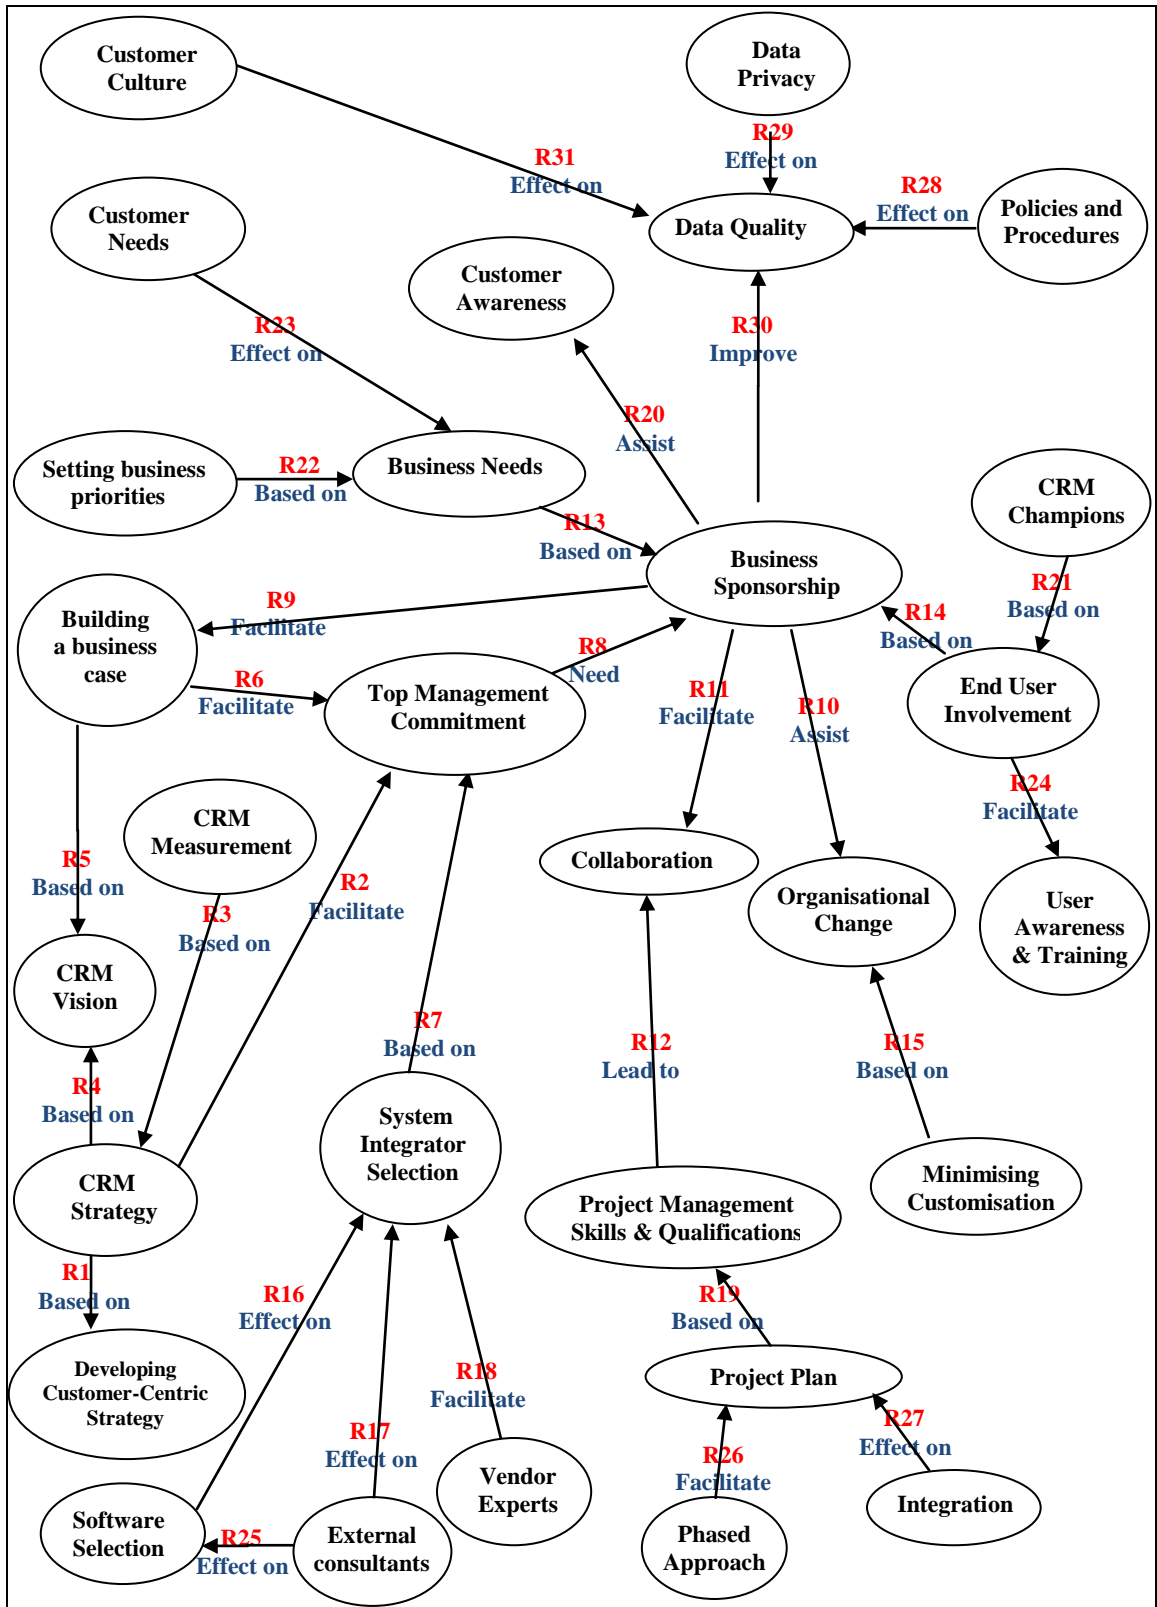 Customer
Culture
Data
Privacy
R29
Effect on
R31
Effect on
R28
Effect on
Policies and
Procedures
Customer
Needs
Data Quality
Customer
Awareness
R23
Effect on
R30
Improve
R20
Assist
Setting business
priorities
R22
Based on
Business Needs
CRM
Champions
R13
Based on
Business
Sponsorship
R21
Based on
R9
Facilitate
R14
Based on
Building
a business
case
R8
Need
R6
Facilitate
Top Management
Commitment
R11
Facilitate
R10
Assist
End User
Involvement
R24
Facilitate
CRM
Measurement
R5
Based on
R2
Facilitate
Collaboration
Organisational
Change
User
Awareness
& Training
R3
Based on
CRM
Vision
R7
Based on
R12
Lead to
R15
Based on
R4
Based on
System
Integrator
Selection
CRM
Strategy
Project Management
Skills & Qualifications
Minimising
Customisation
R1
Based on
R16
Effect on
R19
Based on
Developing
Customer-Centric
Strategy
R18
Facilitate
Project Plan
R17
Effect on
R27
Effect on
R26
Facilitate
Vendor
Experts
Integration
Software
Selection
R25
Effect on
External
consultants
Phased
Approach